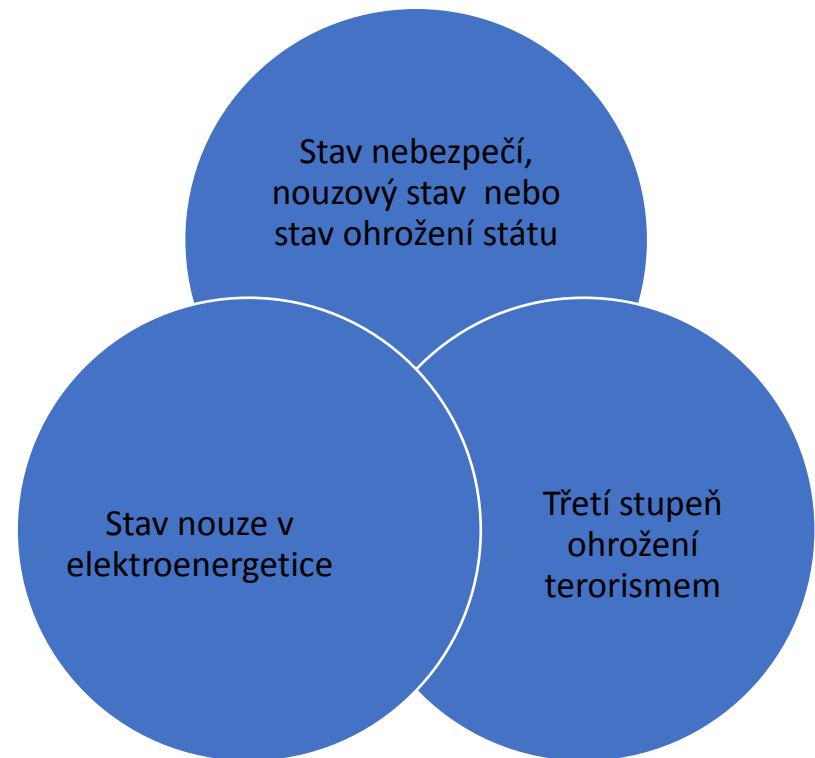 Stav nebezpečí,
nouzový stav  nebo
stav ohrožení státu
Stav nouze v
elektroenergetice
Třetí stupeň
ohrožení
terorismem